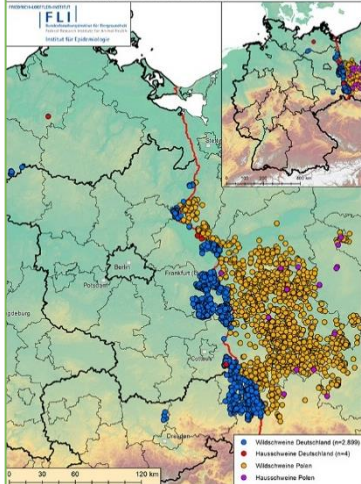 FRIEDRICH-LOEFFLER-INSTITUT
FLI
Bundesforschungsinstitut für Tiergesundheit
Federal Research Institute for Animal Health
Institut für Epidemiologie
Berlin
Potsdam
Frankfurt (
Cottbus
Dresden
Wildschweine Deutschland (n=2.899)
Hausschweine Deutschland (n=4)
Wildschweine Polen
Hausschweine Polen
0 30 60 120 km